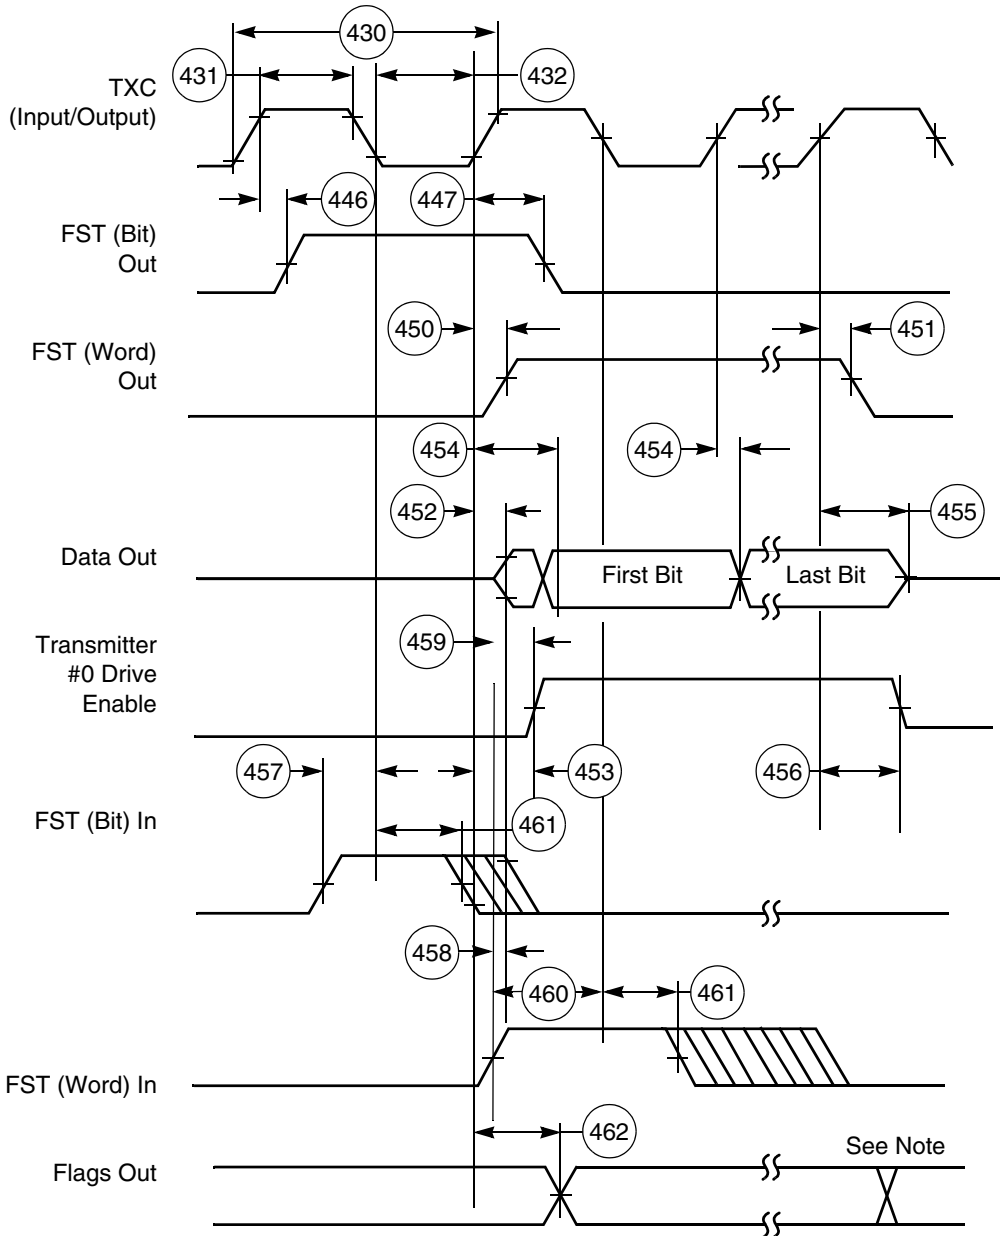 430
431
432
TXC
(Input/Output)
446
447
FST (Bit)
Out
450
451
FST (Word)
Out
454
454
452
455
Data Out
First Bit
Last Bit
459
Transmitter
#0 Drive
Enable
457
453
456
FST (Bit) In
461
458
460
461
FST (Word) In
462
See Note
Flags Out